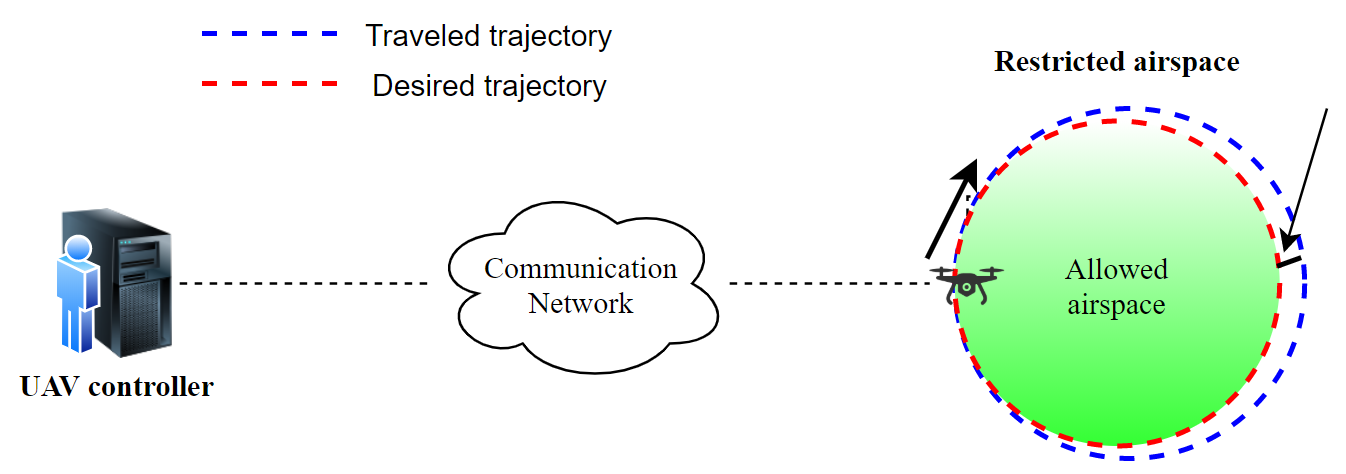 Traveled trajectory
Desired trajectory
Restricted airspace
Communication
Network
Allowed
airspace
UAV controller